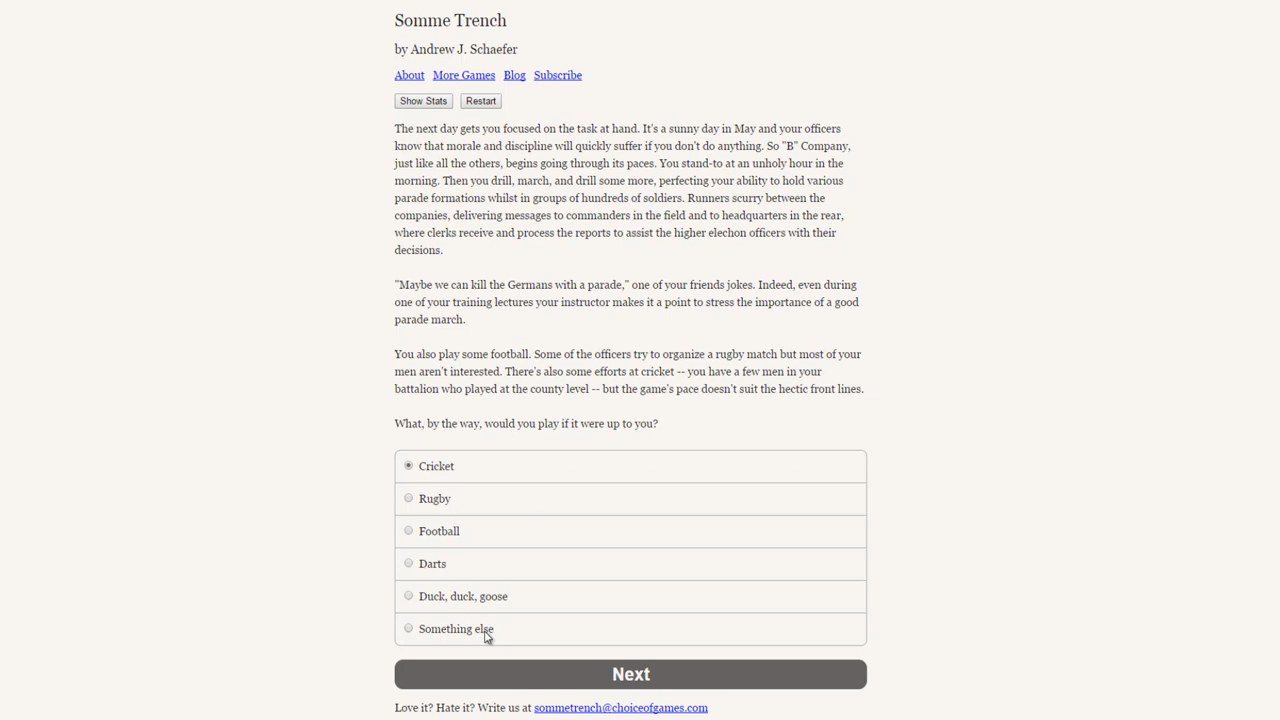 Somme Trench
by Andrew J. Schaefer
About More Games Blog Subscribe
Show Stats Restart
The next day gets you focused on the task at hand. It's a sunny day in May and your officers
know that morale and discipline will quickly suffer if you don't do anything. So "B" Company,
just like all the others, begins going through its paces. You stand-to at an unholy hour in the
morning. Then you drill, march, and drill some more, perfecting your ability to hold various
parade formations whilst in groups of hundreds of soldiers. Runners scurry between the
companies, delivering messages to commanders in the field and to headquarters in the rear,
where clerks receive and process the reports to assist the higher elechon officers with their
decisions.
"Maybe we can kill the Germans with a parade," one of your friends jokes. Indeed, even during
one of your training lectures your instructor makes it a point to stress the importance of a good
parade march.
You also play some football. Some of the officers try to organize a rugby match but most of your
men aren't interested. There's also some efforts at cricket -- you have a few men in your
battalion who played at the county level -- but the game's pace doesn't suit the hectic front lines.
What, by the way, would you play if it were up to you?
Cricket
Rugby
Football
Darts
Duck, duck, goose
Something else
Next
Love it? Hate it? Write us at sommetrench@choiceofgames.com